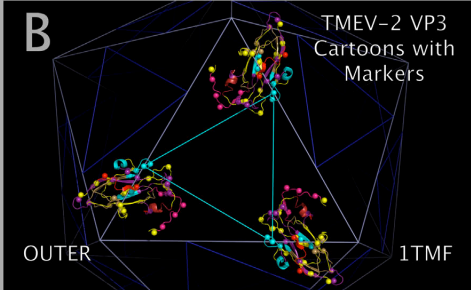 B
TMEV-2 VP3
Cartoons with
Markers
OUTER
1TMF